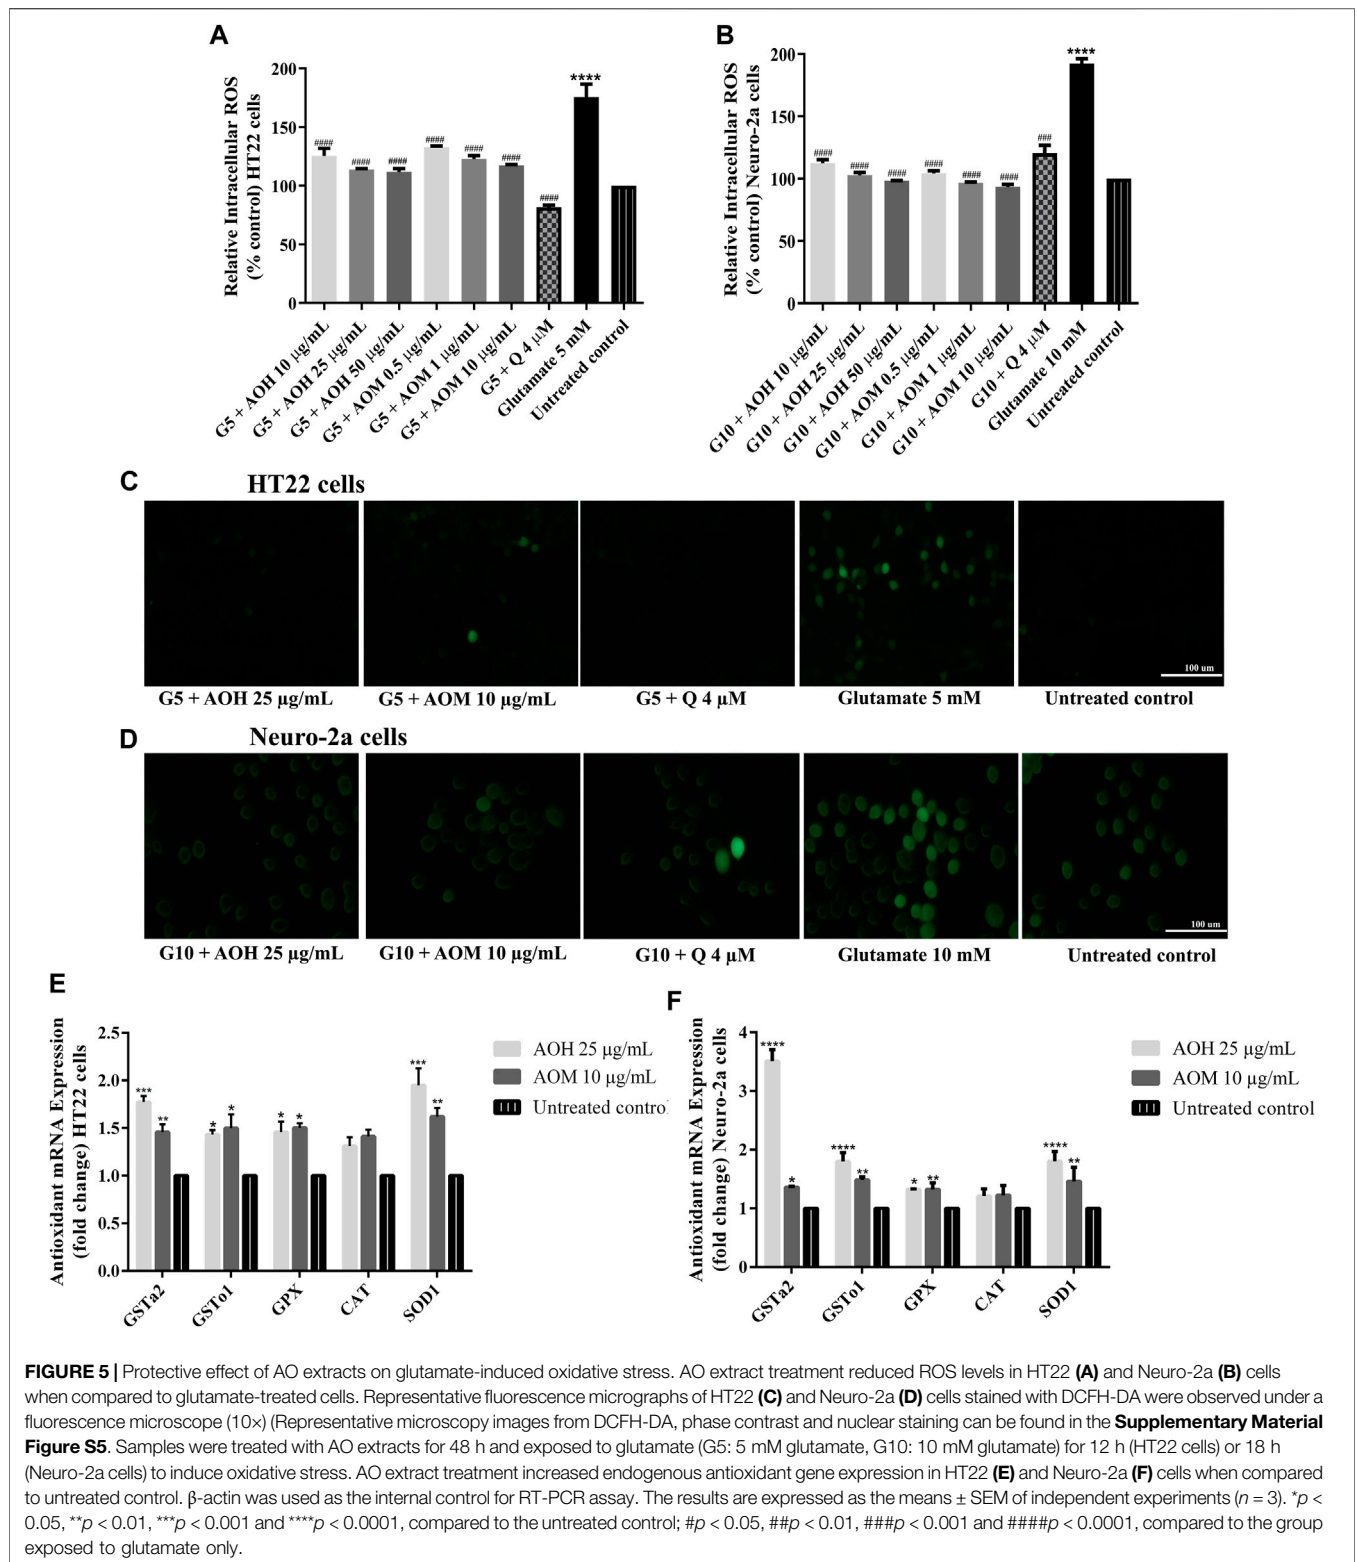 A
Relative Intracellular ROS
(% control) HT22 cells
200
150
100
50
0
####
####
####
####
####
####
####
****
G5 + AOH 10 µg/mL
G5 + AOH 25 µg/mL
G5 + AOH 50 µg/mL
G5 + AOM 0.5 µg/mL
G5 + AOM 1 µg/mL
G5 + AOM 10 µg/mL
G5 + Q 4 µM
Glutamate 5 mM
Untreated control
B
Relative Intracellular ROS
(% control) Neuro-2a cells
200
150
100
50
0
####
####
####
####
####
####
###
****
G10 + AOH 10 µg/mL
G10 + AOH 25 µg/mL
G10 + AOH 50 µg/mL
G10 + AOM 0.5 µg/mL
G10 + AOM 1 µg/mL
G10 + AOM 10 µg/mL
G10 + Q 4 µM
Glutamate 10 mM
Untreated control
C
HT22 cells
100 um
G5 + AOH 25 µg/mL
G5 + AOM 10 µg/mL
G5 + Q 4 µM
Glutamate 5 mM
Untreated control
D
Neuro-2a cells
100 um
G10 + AOH 25 µg/mL
G10 + AOM 10 µg/mL
G10 + Q 4 µM
Glutamate 10 mM
Untreated control
E
Antioxidant mRNA Expression
(fold change) HT22 cells
2.5
2.0
1.5
1.0
0.5
0.0
***
**
*
*
*
*
***
**
GSTa2
GSTo1
GPX
CAT
SOD1
AOH 25 µg/mL
AOM 10 µg/mL
Untreated control
F
Antioxidant mRNA Expression
(fold change) Neuro-2a cells
4
3
2
1
0
****
*
****
**
*
**
****
**
GSTa2
GSTo1
GPX
CAT
SOD1
AOH 25 µg/mL
AOM 10 µg/mL
Untreated control
FIGURE 5 | Protective effect of AO extracts on glutamate-induced oxidative stress. AO extract treatment reduced ROS levels in HT22 (A) and Neuro-2a (B) cells
when compared to glutamate-treated cells. Representative fluorescence micrographs of HT22 (C) and Neuro-2a (D) cells stained with DCFH-DA were observed under a
fluorescence microscope (10×) (Representative microscopy images from DCFH-DA, phase contrast and nuclear staining can be found in the Supplementary Material
Figure S5. Samples were treated with AO extracts for 48 h and exposed to glutamate (G5: 5 mM glutamate, G10: 10 mM glutamate) for 12 h (HT22 cells) or 18 h
(Neuro-2a cells) to induce oxidative stress. AO extract treatment increased endogenous antioxidant gene expression in HT22 (E) and Neuro-2a (F) cells when compared
to untreated control. β-actin was used as the internal control for RT-PCR assay. The results are expressed as the means ± SEM of independent experiments (n = 3). *p <
0.05, **p < 0.01, ***p < 0.001 and ****p < 0.0001, compared to the untreated control; #p < 0.05, ##p < 0.01, ###p < 0.001 and ####p < 0.0001, compared to the group
exposed to glutamate only.